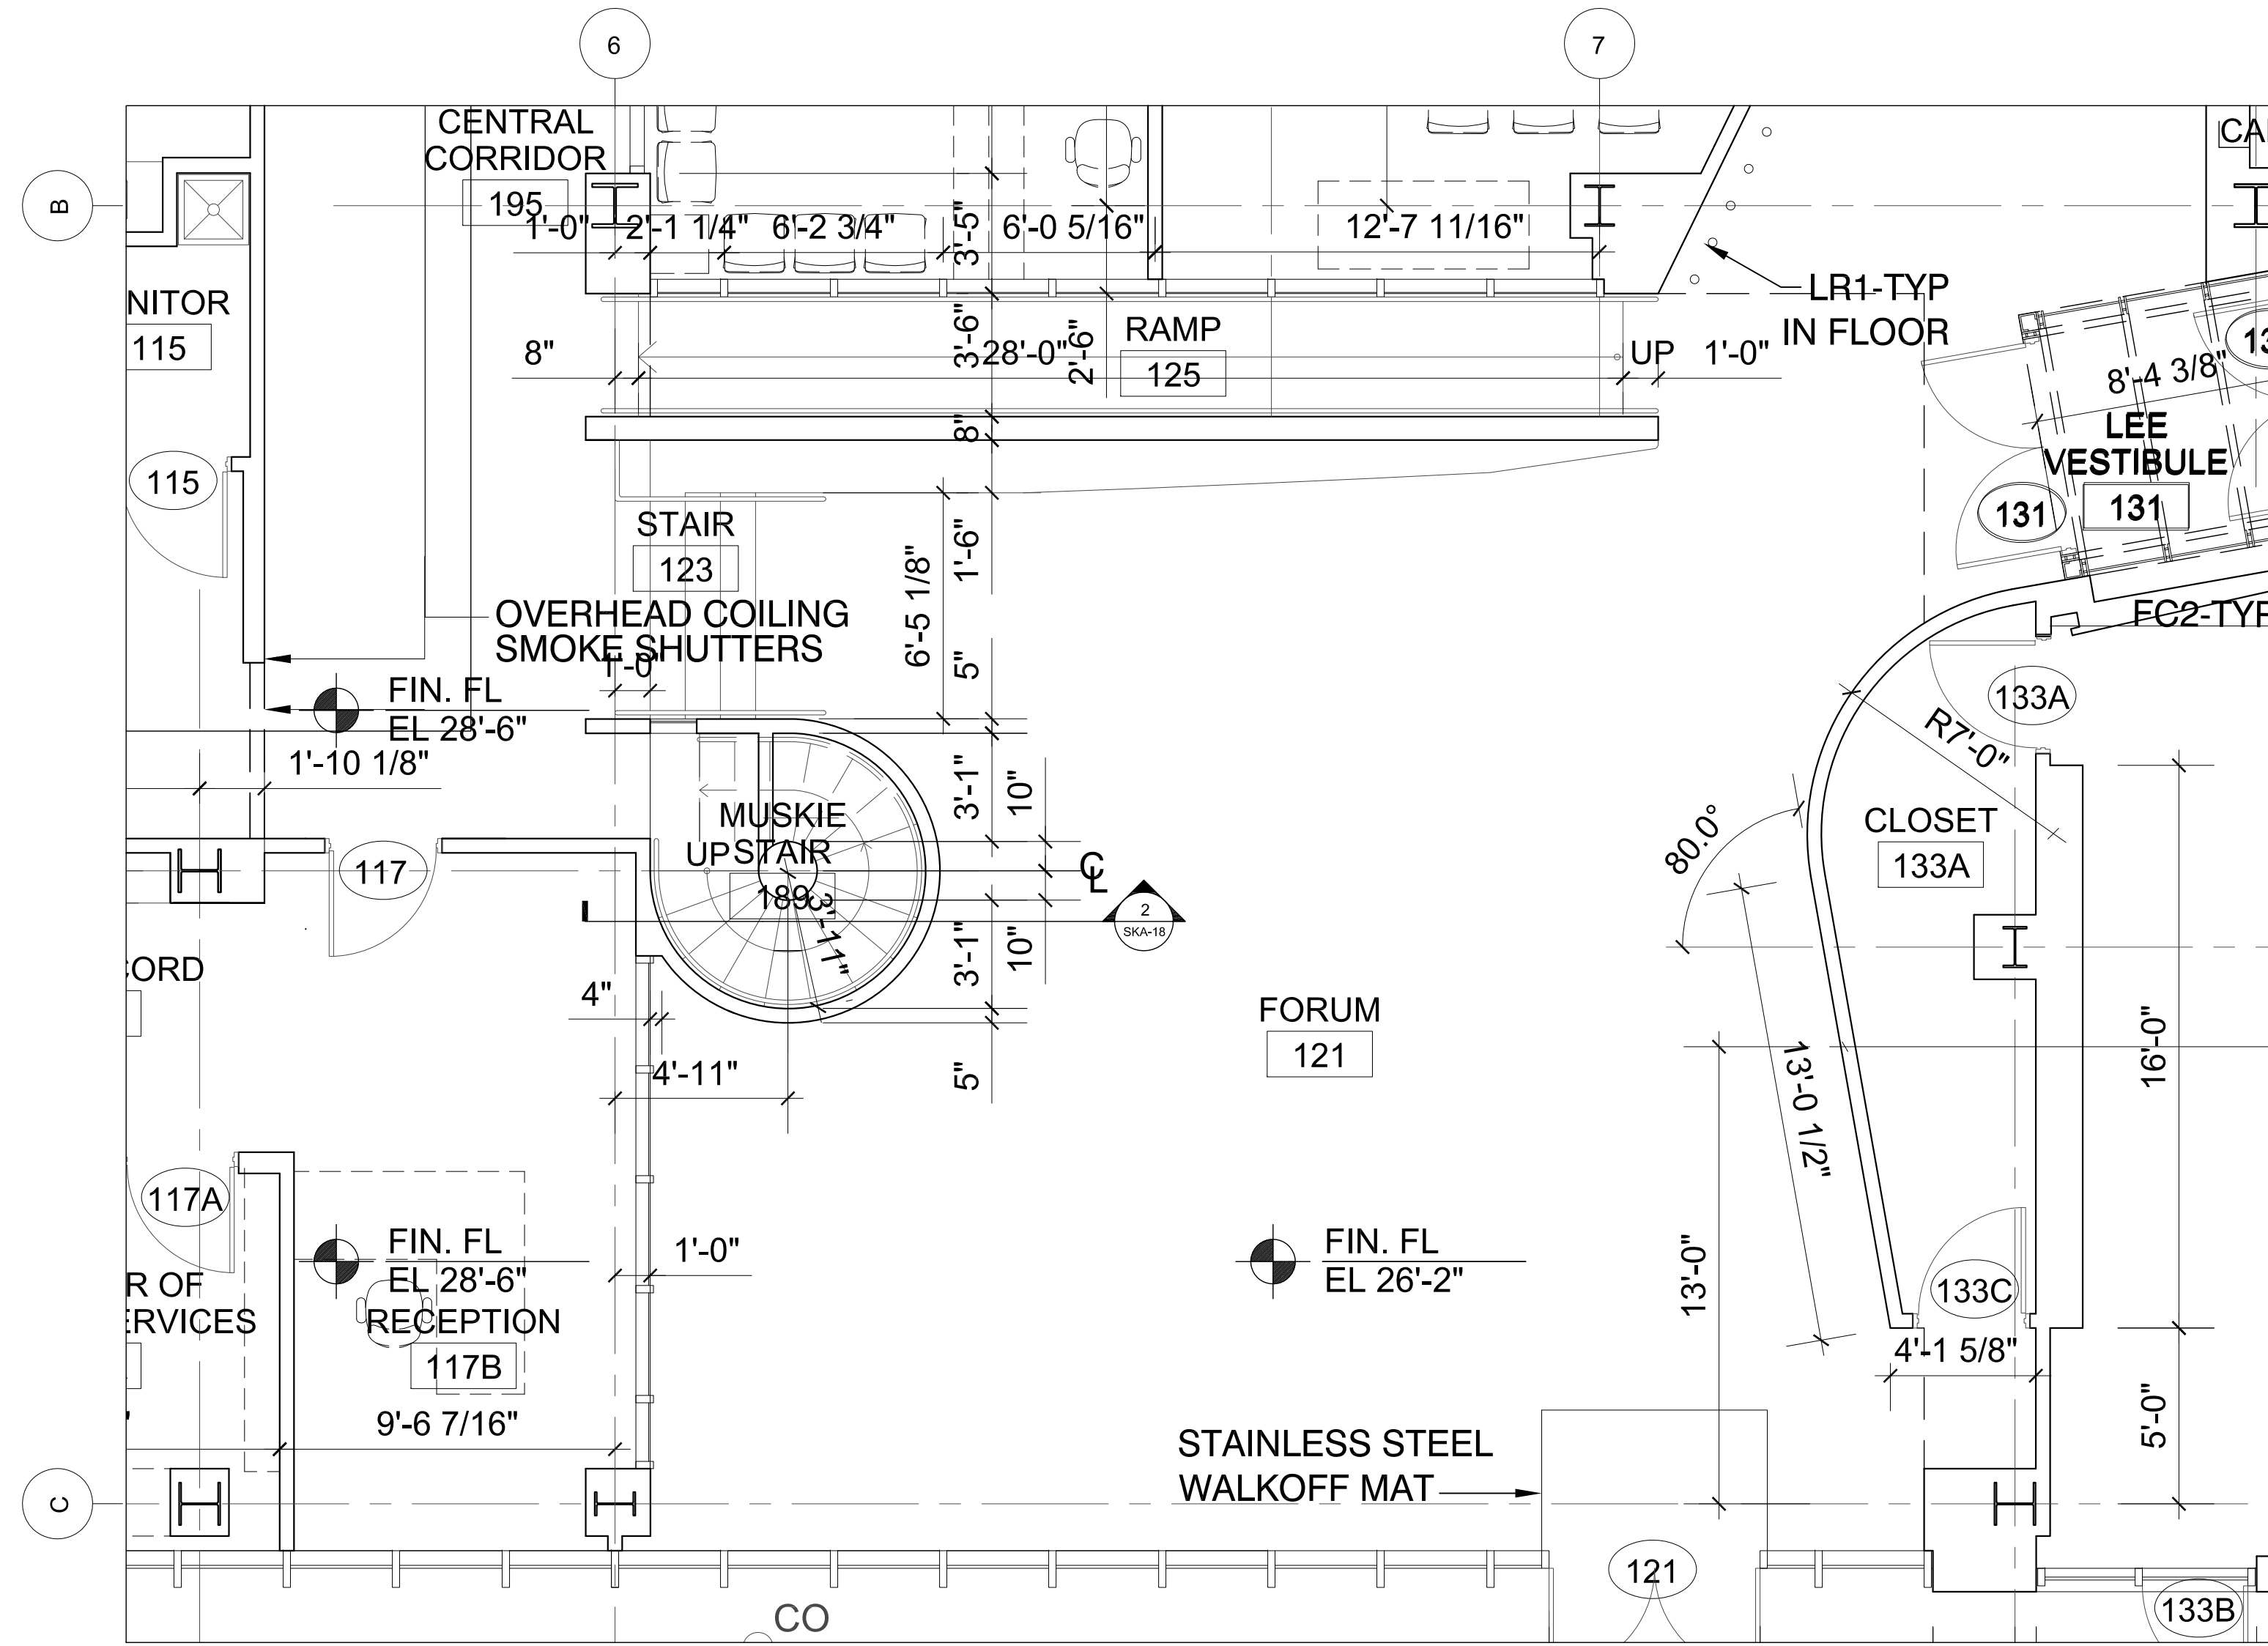 6
7
B
CENTRAL
CORRIDOR
195
1'-0"
2'-1 1/4"
6'-2 3/4"
3'-5"
6'-0 5/16"
12'-7 11/16"
LR1-TYP
IN FLOOR
NITOR
115
8"
3'-6"
28'-0"
2'-6"
RAMP
125
UP
1'-0"
8'-4 3/8"
LEE
VESTIBULE
131
131
115
8"
STAIR
123
6'-5 1/8"
1'-6"
5"
OVERHEAD COILING
SMOKE SHUTTERS
1'-0"
FC2-TYP
FIN. FL
EL 28'-6"
1'-10 1/8"
133A
R7'-0"
3'-1"
10"
MUSKIE
STAIR
UP
189
3'-11"
CL
2
SKA-18
80.0°
CLOSET
133A
117
3'-1"
10"
4"
4'-11"
5"
FORUM
121
13'-0 1/2"
16'-0"
CORD
117A
FIN. FL
EL 28'-6"
R OF
ERVICES
RECEPTION
117B
9'-6 7/16"
1'-0"
FIN. FL
EL 26'-2"
13'-0"
133C
4'-1 5/8"
5'-0"
STAINLESS STEEL
WALKOFF MAT
C
121
133B
CO